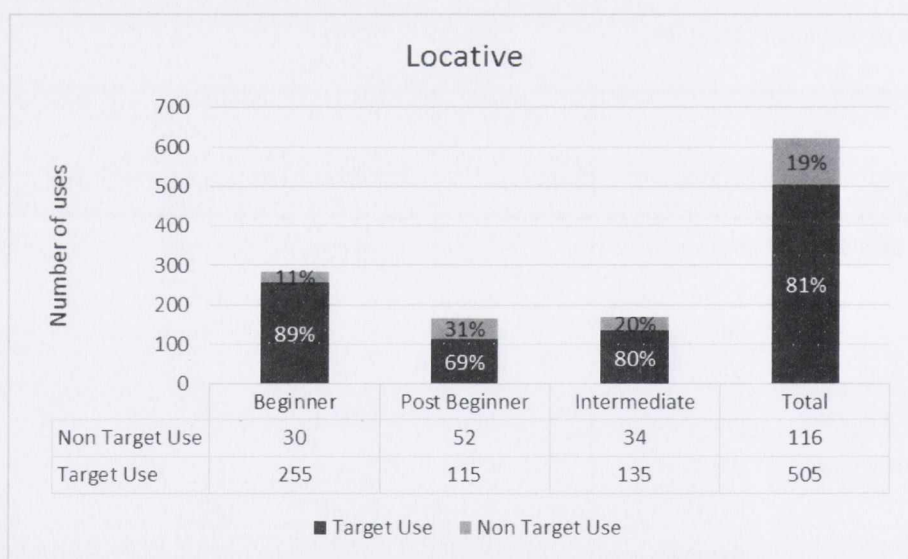 Locative
Number of uses
700
600
500
400
300
200
100
0
11%
89%
31%
69%
20%
80%
19%
81%
Beginner Post Beginner Intermediate Total
Non Target Use 30 52 34 116
Target Use 255 115 135 505
Target Use Non Target Use